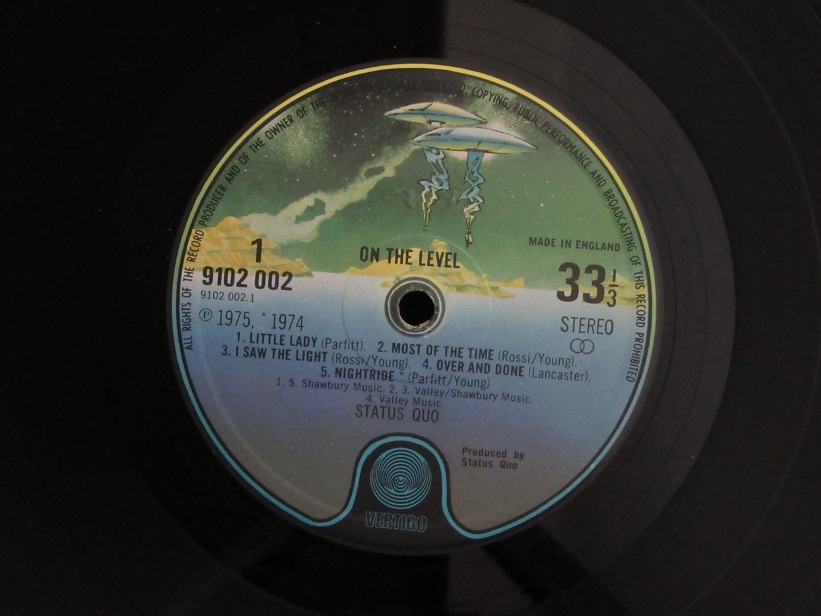 ALL RIGHTS OF THE RECORD PRODUCER AND OF THE OWNER OF THE COPYING, PUBLIC PERFORMANCE AND BROADCASTING OF THIS RECORD PROHIBITED
1
ON THE LEVEL
MADE IN ENGLAND
9102 002
33 1/3
9102 002.1
℗ 1975, * 1974
STEREO
1. LITTLE LADY (Parfitt). 2. MOST OF THE TIME (Rossi/Young).
3. I SAW THE LIGHT (Rossi/Young). 4. OVER AND DONE (Lancaster).
5. NIGHTRIDE * (Parfitt/Young)
1, 5. Shawbury Music. 2, 3. Valley/Shawbury Music.
4. Valley Music
STATUS QUO
Produced by
Status Quo
VERTIGO